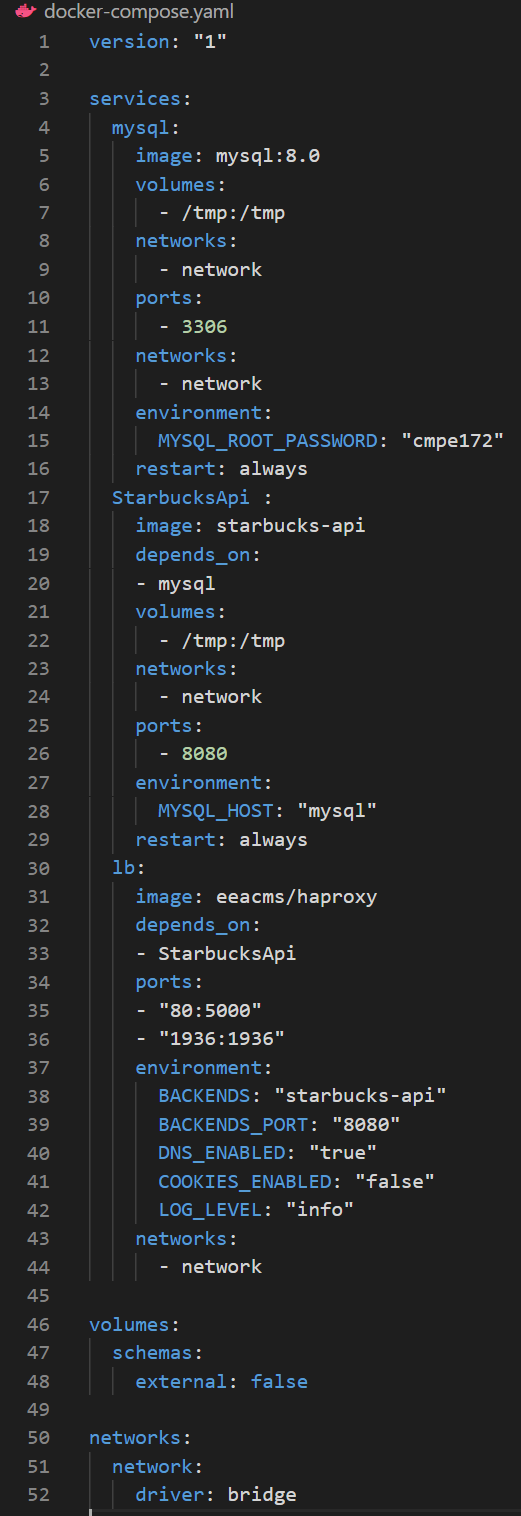 docker-compose.yaml
1 version: "1"
2
3 services:
4   mysql:
5     image: mysql:8.0
6     volumes:
7       - /tmp:/tmp
8     networks:
9       - network
10     ports:
11       - 3306
12     networks:
13       - network
14     environment:
15       MYSQL_ROOT_PASSWORD: "cmpe172"
16     restart: always
17   StarbucksApi :
18     image: starbucks-api
19     depends_on:
20     - mysql
21     volumes:
22       - /tmp:/tmp
23     networks:
24       - network
25     ports:
26       - 8080
27     environment:
28       MYSQL_HOST: "mysql"
29     restart: always
30   lb:
31     image: eeacms/haproxy
32     depends_on:
33     - StarbucksApi
34     ports:
35     - "80:5000"
36     - "1936:1936"
37     environment:
38       BACKENDS: "starbucks-api"
39       BACKENDS_PORT: "8080"
40       DNS_ENABLED: "true"
41       COOKIES_ENABLED: "false"
42       LOG_LEVEL: "info"
43     networks:
44       - network
45
46 volumes:
47   schemas:
48     external: false
49
50 networks:
51   network:
52     driver: bridge